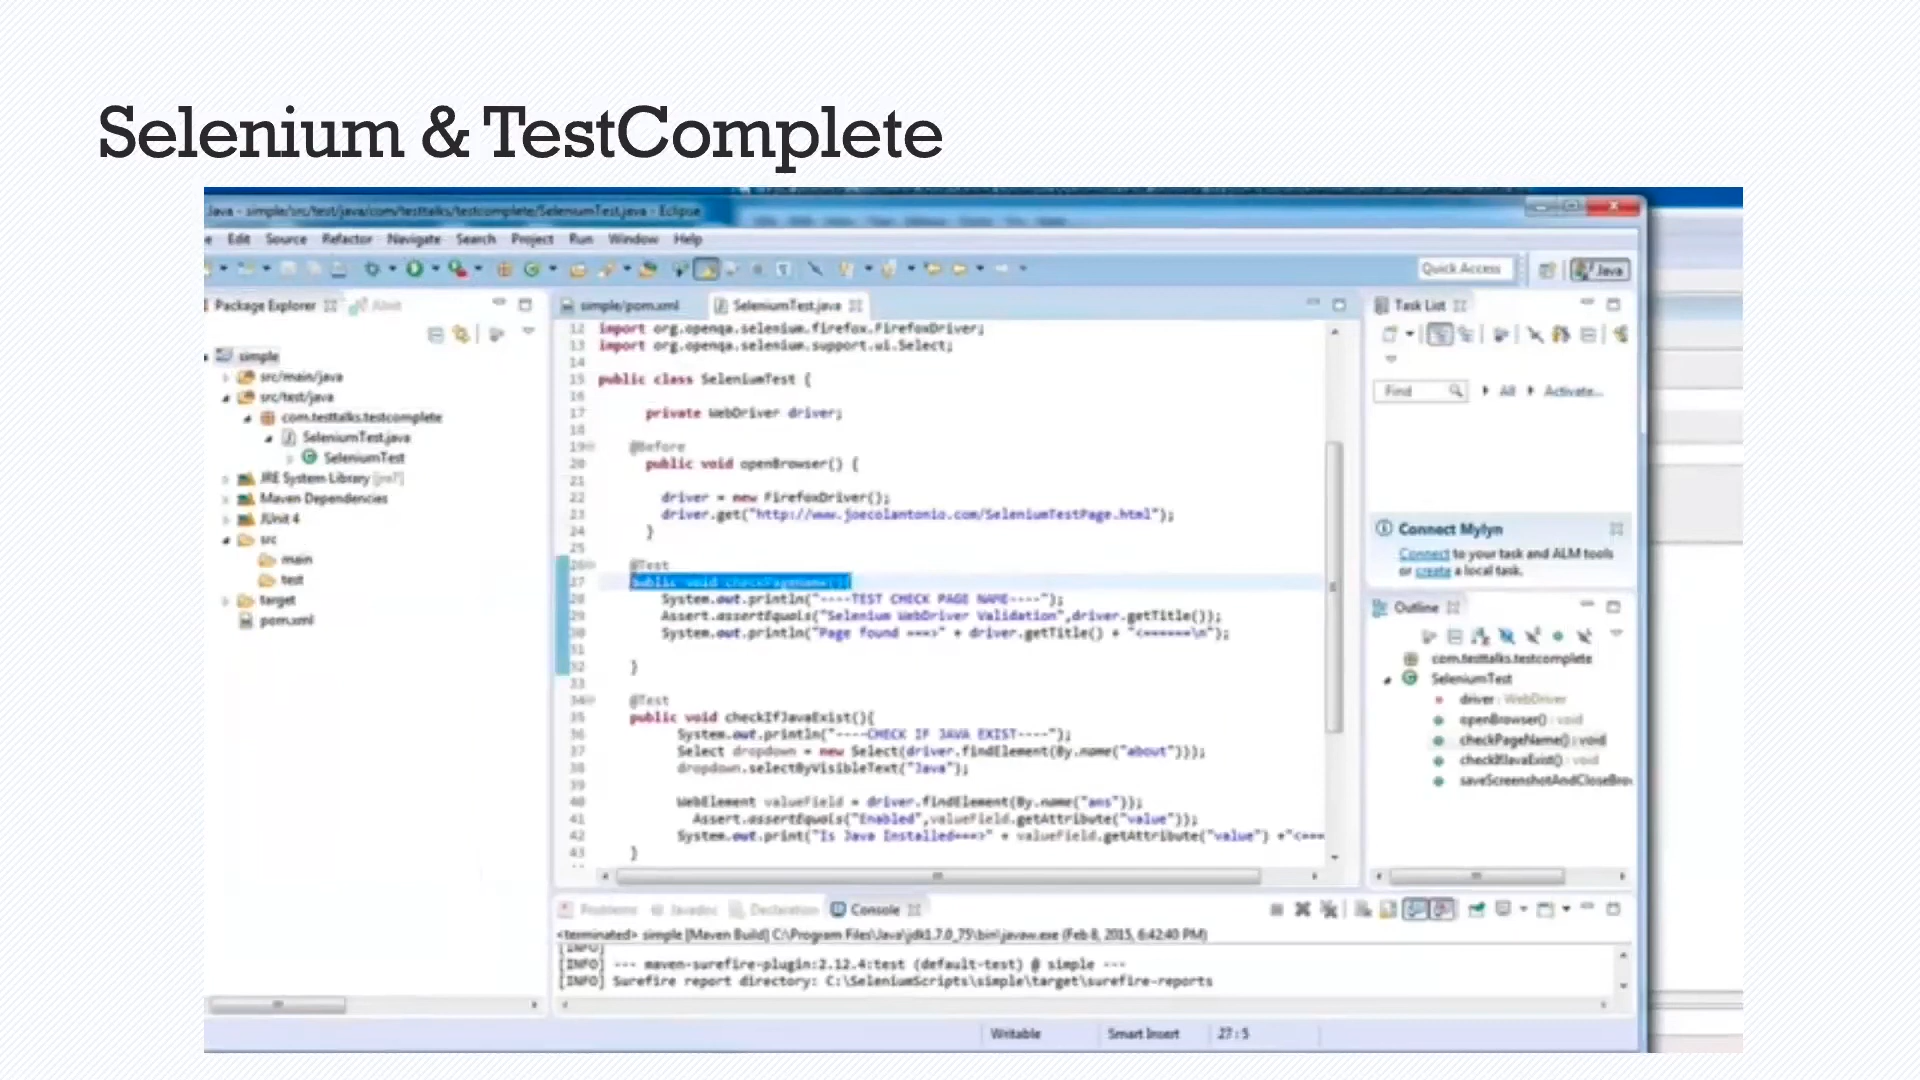 Selenium & TestComplete
Java - simple/src/test/java/com/testtalks/testcomplete/SeleniumTest.java - Eclipse
Edit Source Refactor Navigate Search Project Run Window Help
Quick Access
Java
Package Explorer JUnit
simple
src/main/java
src/test/java
com.testtalks.testcomplete
SeleniumTest.java
SeleniumTest
JRE System Library [jre7]
Maven Dependencies
JUnit 4
src
main
test
target
pom.xml
simple/pom.xml SeleniumTest.java
12 import org.openqa.selenium.firefox.FirefoxDriver;
13 import org.openqa.selenium.support.ui.Select;
14
15 public class SeleniumTest {
16
17 private WebDriver driver;
18
19 @Before
20 public void openBrowser() {
21
22 driver = new FirefoxDriver();
23 driver.get("http://www.joecolantonio.com/SeleniumTestPage.html");
24 }
25
26 @Test
27 public void checkPageName(){
28 System.out.println("----TEST CHECK PAGE NAME----");
29 Assert.assertEquals("Selenium WebDriver Validation",driver.getTitle());
30 System.out.println("Page found ===>" + driver.getTitle() + "<======\n");
31
32 }
33
34 @Test
35 public void checkIfJavaExist(){
36 System.out.println("----CHECK IF JAVA EXIST----");
37 Select dropdown = new Select(driver.findElement(By.name("about")));
38 dropdown.selectByVisibleText("Java");
39
40 WebElement valueField = driver.findElement(By.name("ans"));
41 Assert.assertEquals("Enabled",valueField.getAttribute("value"));
42 System.out.print("Is Java Installed===>" + valueField.getAttribute("value") +"<===
43 }
Task List
Find All Activate...
Connect Mylyn
Connect to your task and ALM tools
or create a local task.
Outline
com.testtalks.testcomplete
SeleniumTest
driver : WebDriver
openBrowser() : void
checkPageName() : void
checkIfJavaExist() : void
saveScreenshotAndCloseBrow
Problems Javadoc Declaration Console
<terminated> simple [Maven Build] C:\Program Files\Java\jdk1.7.0_75\bin\javaw.exe (Feb 8, 2015, 6:42:40 PM)
[INFO]
[INFO] --- maven-surefire-plugin:2.12.4:test (default-test) @ simple ---
[INFO] Surefire report directory: C:\SeleniumScripts\simple\target\surefire-reports
Writable Smart Insert 27 : 5